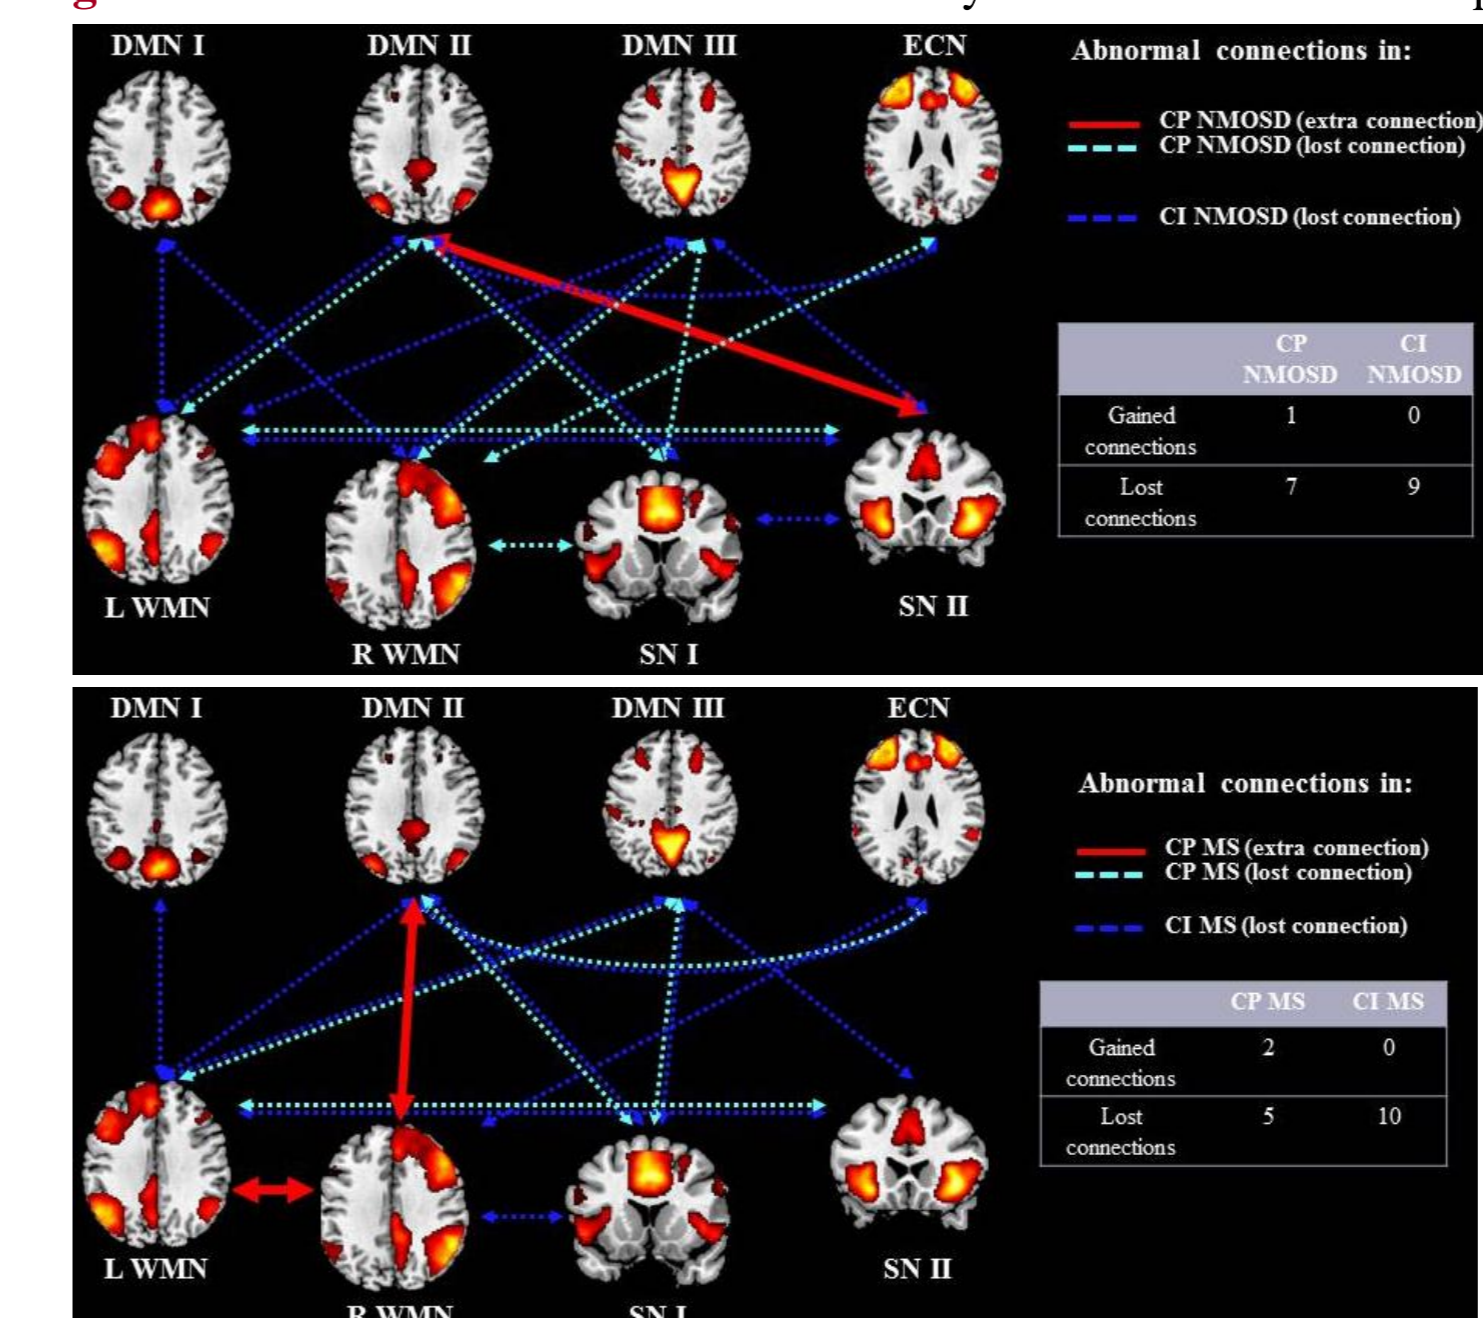 DMN I DMN II DMN III ECN
Abnormal connections in:
CP NMOSD (extra connection)
CP NMOSD (lost connection)
CI NMOSD (lost connection)
CP NMOSD CI NMOSD
Gained connections 1 0
Lost connections 7 9
L WMN
R WMN
SN I
SN II
DMN I DMN II DMN III ECN
Abnormal connections in:
CP MS (extra connection)
CP MS (lost connection)
CI MS (lost connection)
CP MS CI MS
Gained connections 2 0
Lost connections 5 10
L WMN
R WMN
SN I
SN II